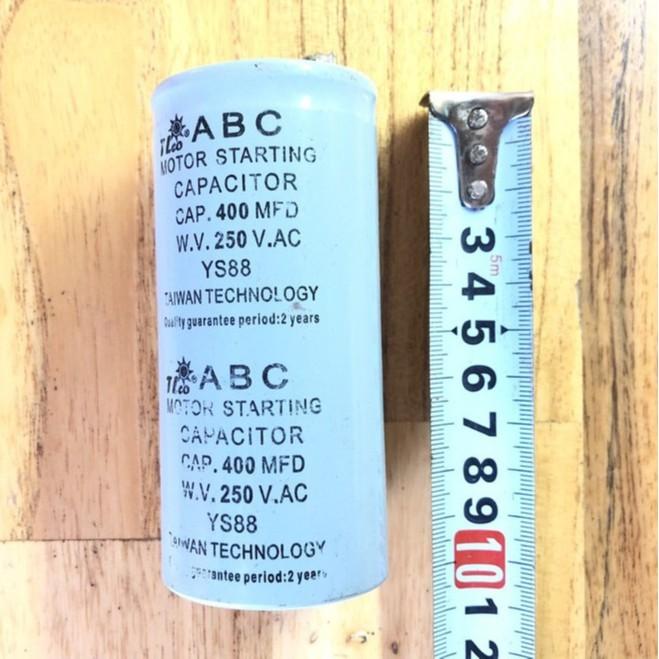 TLco® ABC
MOTOR STARTING
CAPACITOR
CAP. 400 MFD
W.V. 250 V.AC
YS88
TAIWAN TECHNOLOGY
Quality guarantee period:2 years
TLco® ABC
MOTOR STARTING
CAPACITOR
CAP. 400 MFD
W.V. 250 V.AC
YS88
TAIWAN TECHNOLOGY
guarantee period:2 years
3
5m
4
5
6
7
8
9
10
1
2